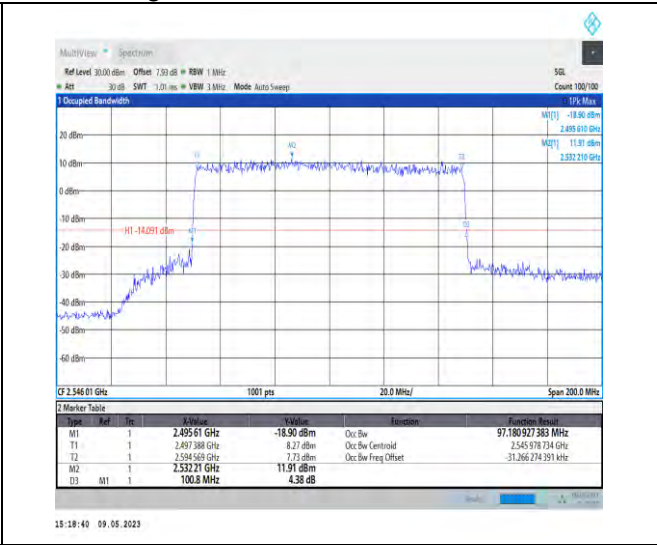 MultiView Spectrum
Ref Level 30.00 dBm Offset 7.93 dB RBW 1 MHz SGL
Att 30 dB SWT 1.01 ms VBW 3 MHz Mode Auto Sweep Count 100/100
1 Occupied Bandwidth 1Pk Max
M1[1] -18.90 dBm
2.495 610 GHz
M2[1] 11.91 dBm
2.532 210 GHz
20 dBm
M2
T2
10 dBm
0 dBm
-10 dBm
D3
H1 -14.091 dBm
-20 dBm
-30 dBm
-40 dBm
-50 dBm
-60 dBm
CF 2.546 01 GHz 1001 pts 20.0 MHz/ Span 200.0 MHz
2 Marker Table
Type Ref Trc X-Value Y-Value Function Function Result
M1 1 2.495 61 GHz -18.90 dBm Occ Bw 97.180 927 383 MHz
T1 1 2.497 388 GHz 8.27 dBm Occ Bw Centroid 2.545 978 734 GHz
T2 1 2.594 569 GHz 7.73 dBm Occ Bw Freq Offset -31.266 274 391 kHz
M2 1 2.532 21 GHz 11.91 dBm
D3 M1 1 100.8 MHz 4.38 dB
15:18:40 09.05.2023